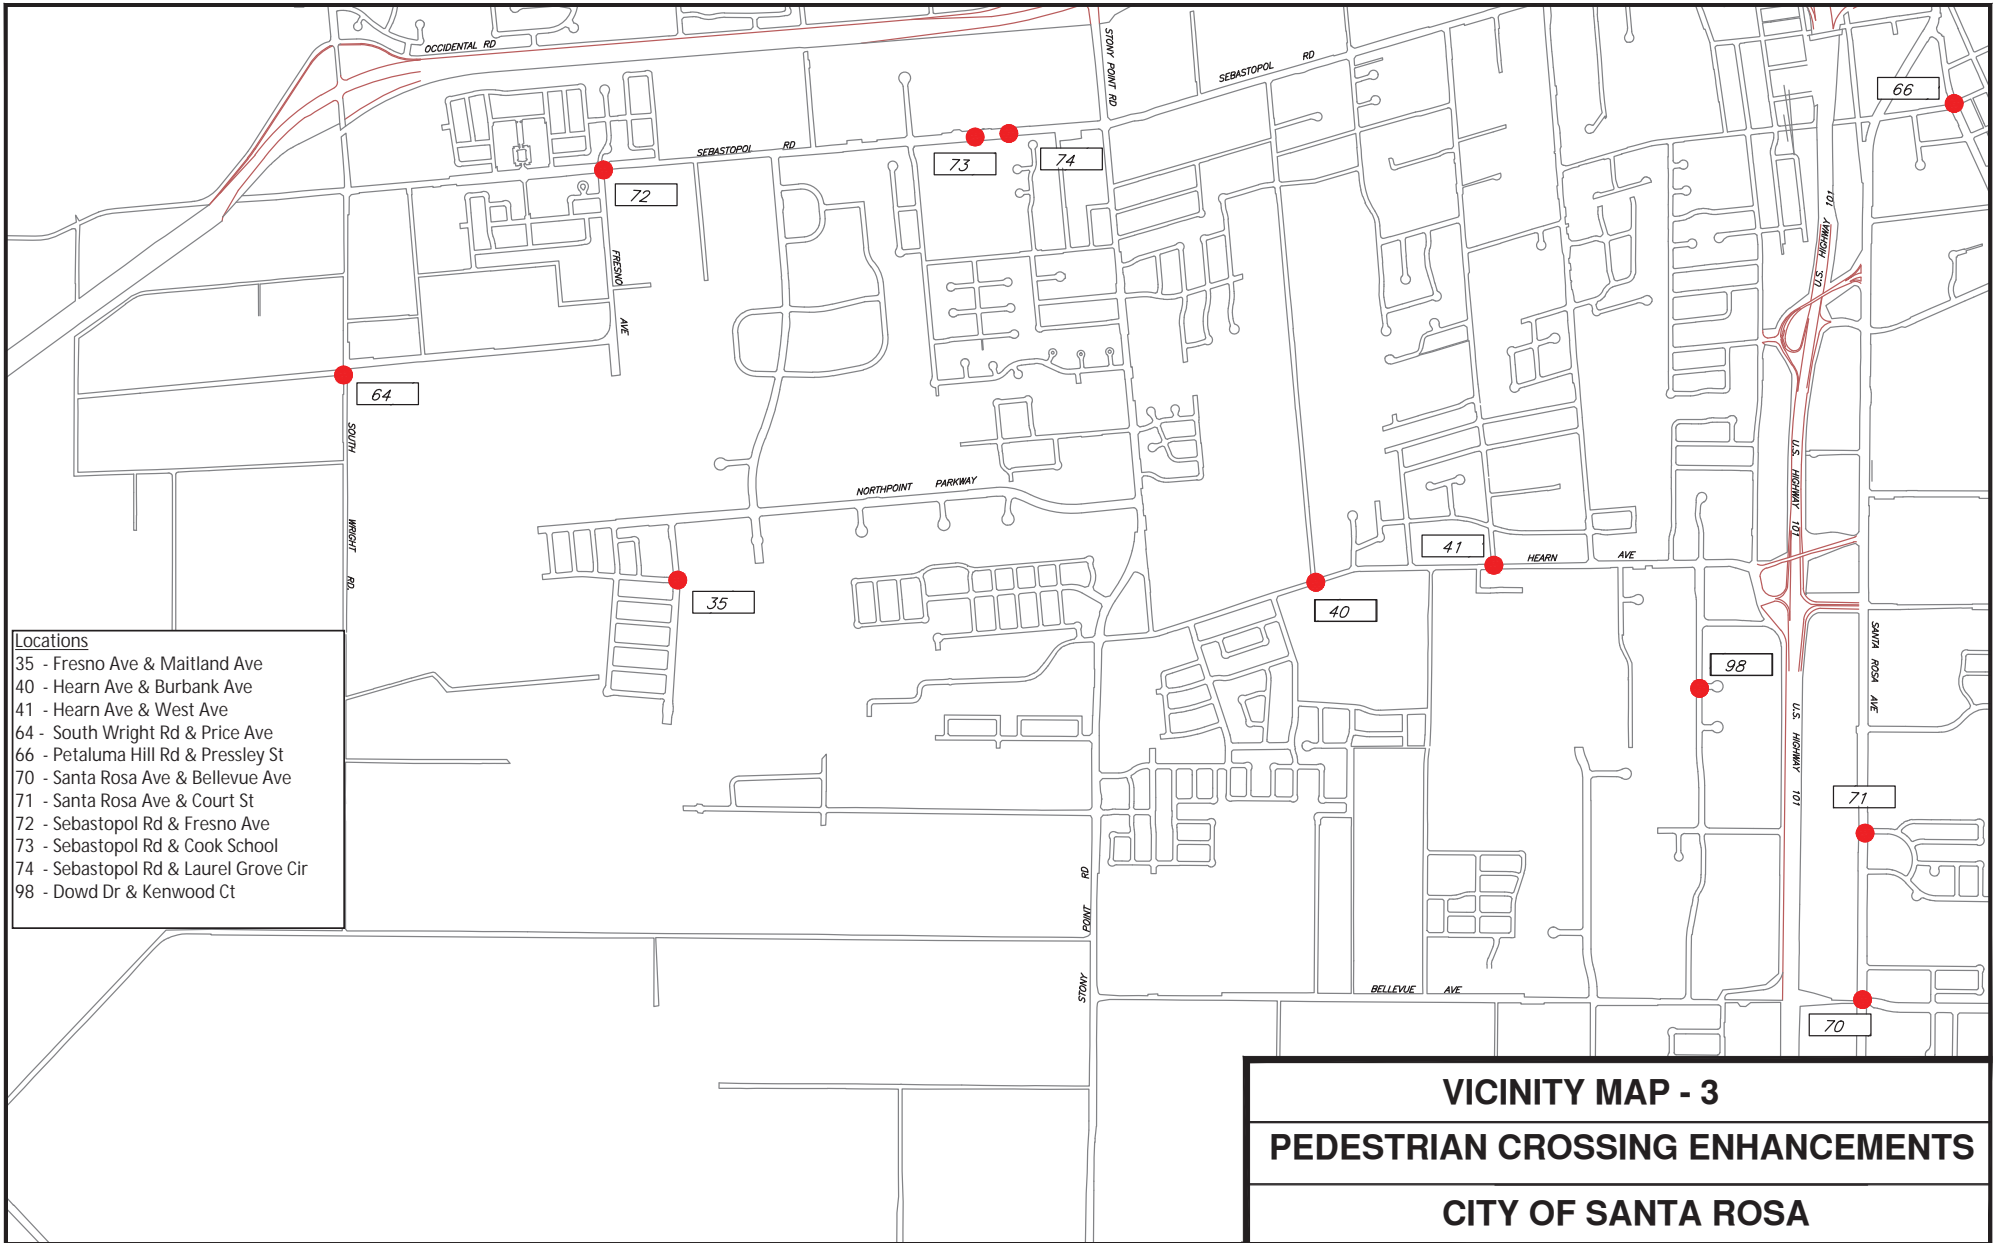 OCCIDENTAL RD
STONY POINT RD
SEBASTOPOL RD
66
SEBASTOPOL RD
73
74
72
U.S. HIGHWAY 101
FRESNO AVE
64
SOUTH WRIGHT RD.
U.S. HIGHWAY 101
NORTHPOINT PARKWAY
41
HEARN AVE
35
40
SANTA ROSA AVE
98
U.S. HIGHWAY 101
71
STONY POINT RD
BELLEVUE AVE
70
Locations
35 - Fresno Ave & Maitland Ave
40 - Hearn Ave & Burbank Ave
41 - Hearn Ave & West Ave
64 - South Wright Rd & Price Ave
66 - Petaluma Hill Rd & Pressley St
70 - Santa Rosa Ave & Bellevue Ave
71 - Santa Rosa Ave & Court St
72 - Sebastopol Rd & Fresno Ave
73 - Sebastopol Rd & Cook School
74 - Sebastopol Rd & Laurel Grove Cir
98 - Dowd Dr & Kenwood Ct
VICINITY MAP - 3
PEDESTRIAN CROSSING ENHANCEMENTS
CITY OF SANTA ROSA